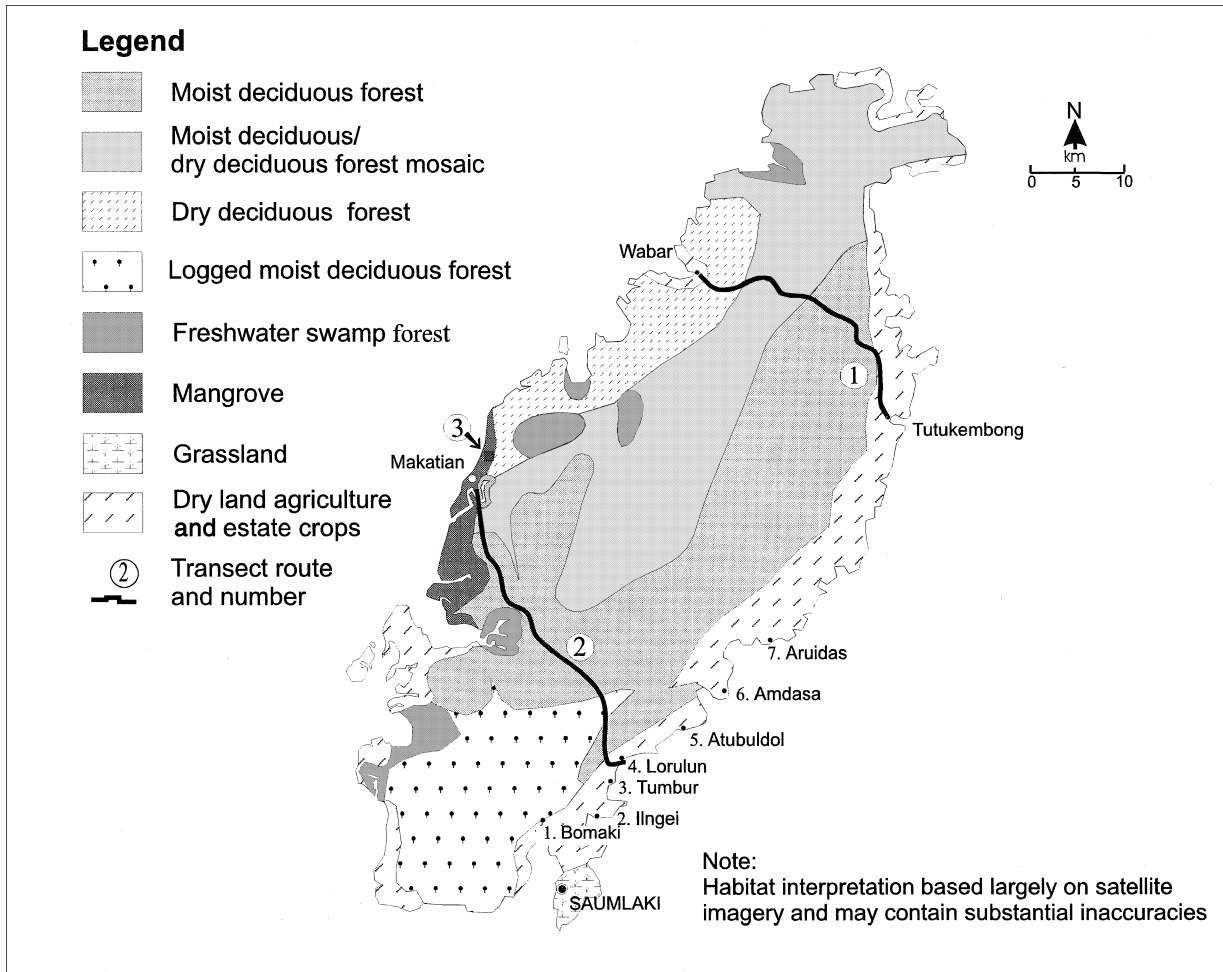 Legend
Moist deciduous forest
Moist deciduous/
dry deciduous forest mosaic
Dry deciduous forest
Logged moist deciduous forest
Freshwater swamp forest
Mangrove
Grassland
Dry land agriculture
and estate crops
2
Transect route
and number
N
km
0 5 10
Wabar
1
Tutukembong
3
Makatian
2
7. Aruidas
6. Amdasa
5. Atubuldol
4. Lorulun
3. Tumbur
2. Ilngei
1. Bomaki
SAUMLAKI
Note:
Habitat interpretation based largely on satellite
imagery and may contain substantial inaccuracies